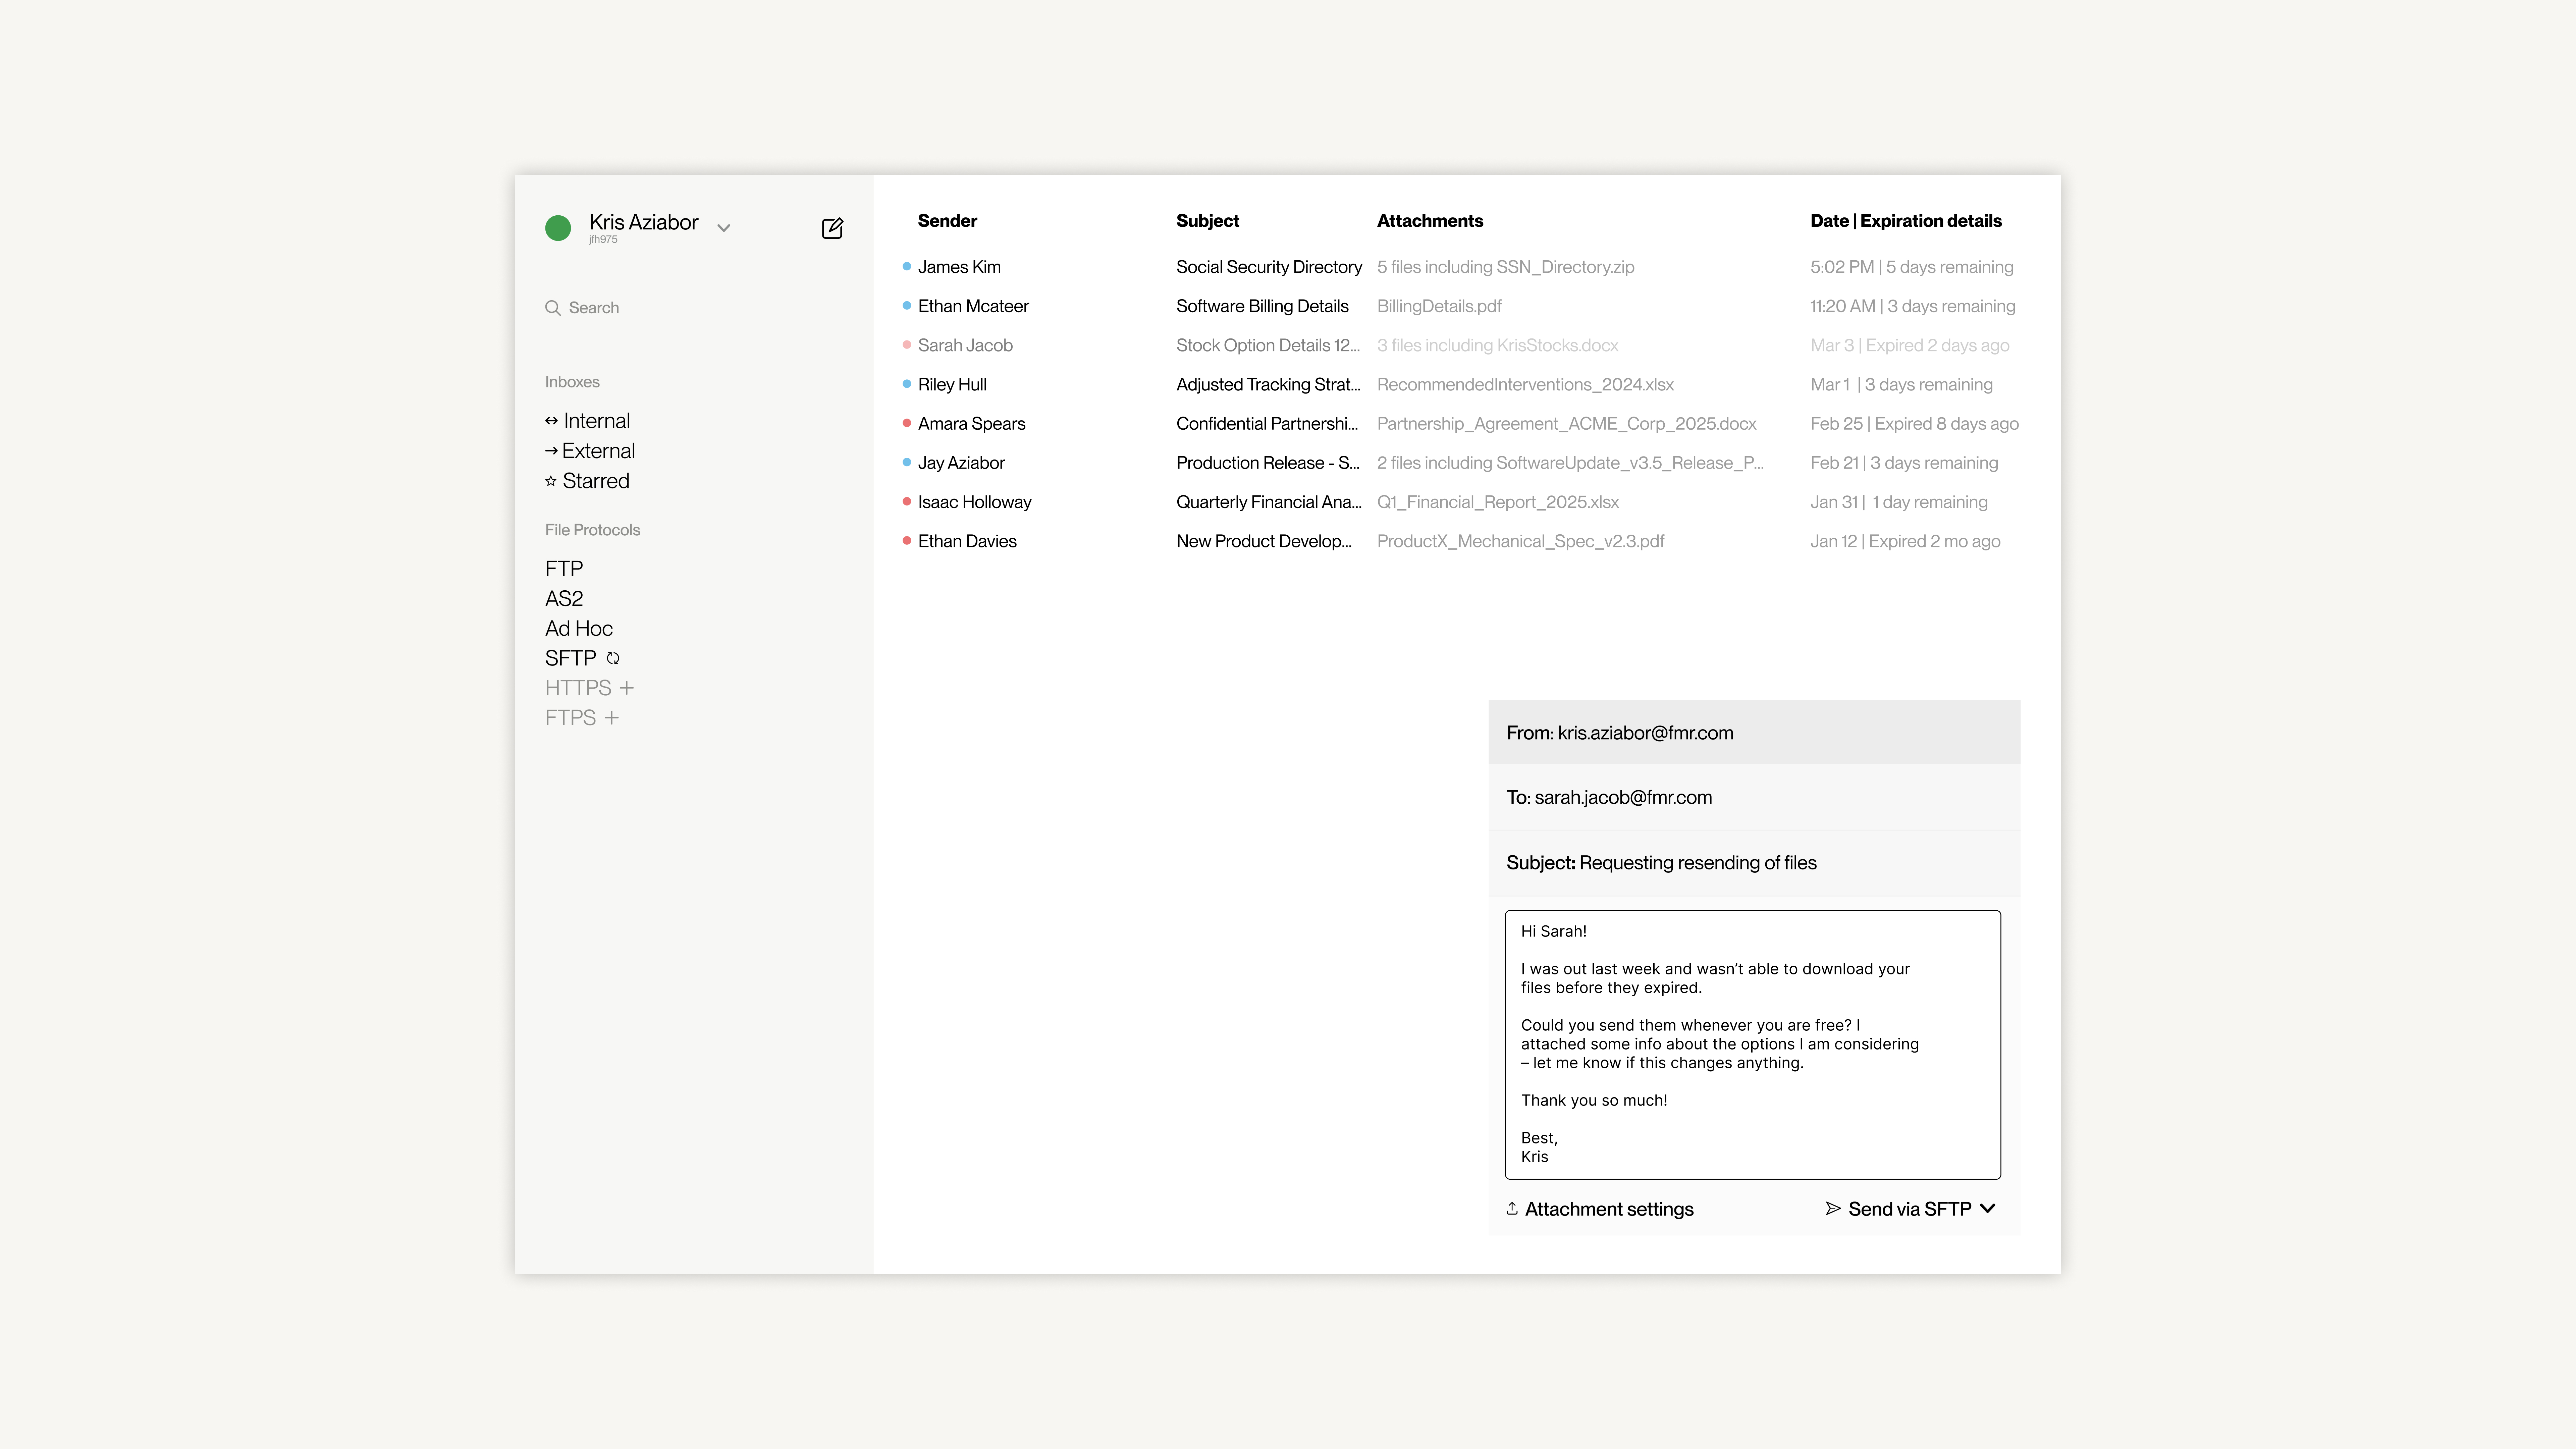 Kris Aziabor
jfh975
Search
Inboxes
Internal
External
Starred
File Protocols
FTP
AS2
Ad Hoc
SFTP
HTTPS
FTPS
Sender Subject Attachments Date | Expiration details
James Kim Social Security Directory 5 files including SSN_Directory.zip 5:02 PM | 5 days remaining
Ethan Mcateer Software Billing Details BillingDetails.pdf 11:20 AM | 3 days remaining
Sarah Jacob Stock Option Details 12... 3 files including KrisStocks.docx Mar 3 | Expired 2 days ago
Riley Hull Adjusted Tracking Strat... RecommendedInterventions_2024.xlsx Mar 1 | 3 days remaining
Amara Spears Confidential Partnershi... Partnership_Agreement_ACME_Corp_2025.docx Feb 25 | Expired 8 days ago
Jay Aziabor Production Release - S... 2 files including SoftwareUpdate_v3.5_Release_P... Feb 21 | 3 days remaining
Isaac Holloway Quarterly Financial Ana... Q1_Financial_Report_2025.xlsx Jan 31 | 1 day remaining
Ethan Davies New Product Develop... ProductX_Mechanical_Spec_v2.3.pdf Jan 12 | Expired 2 mo ago
From: kris.aziabor@fmr.com
To: sarah.jacob@fmr.com
Subject: Requesting resending of files
Hi Sarah!
I was out last week and wasn’t able to download your
files before they expired.
Could you send them whenever you are free? I
attached some info about the options I am considering
– let me know if this changes anything.
Thank you so much!
Best,
Kris
Attachment settings
Send via SFTP